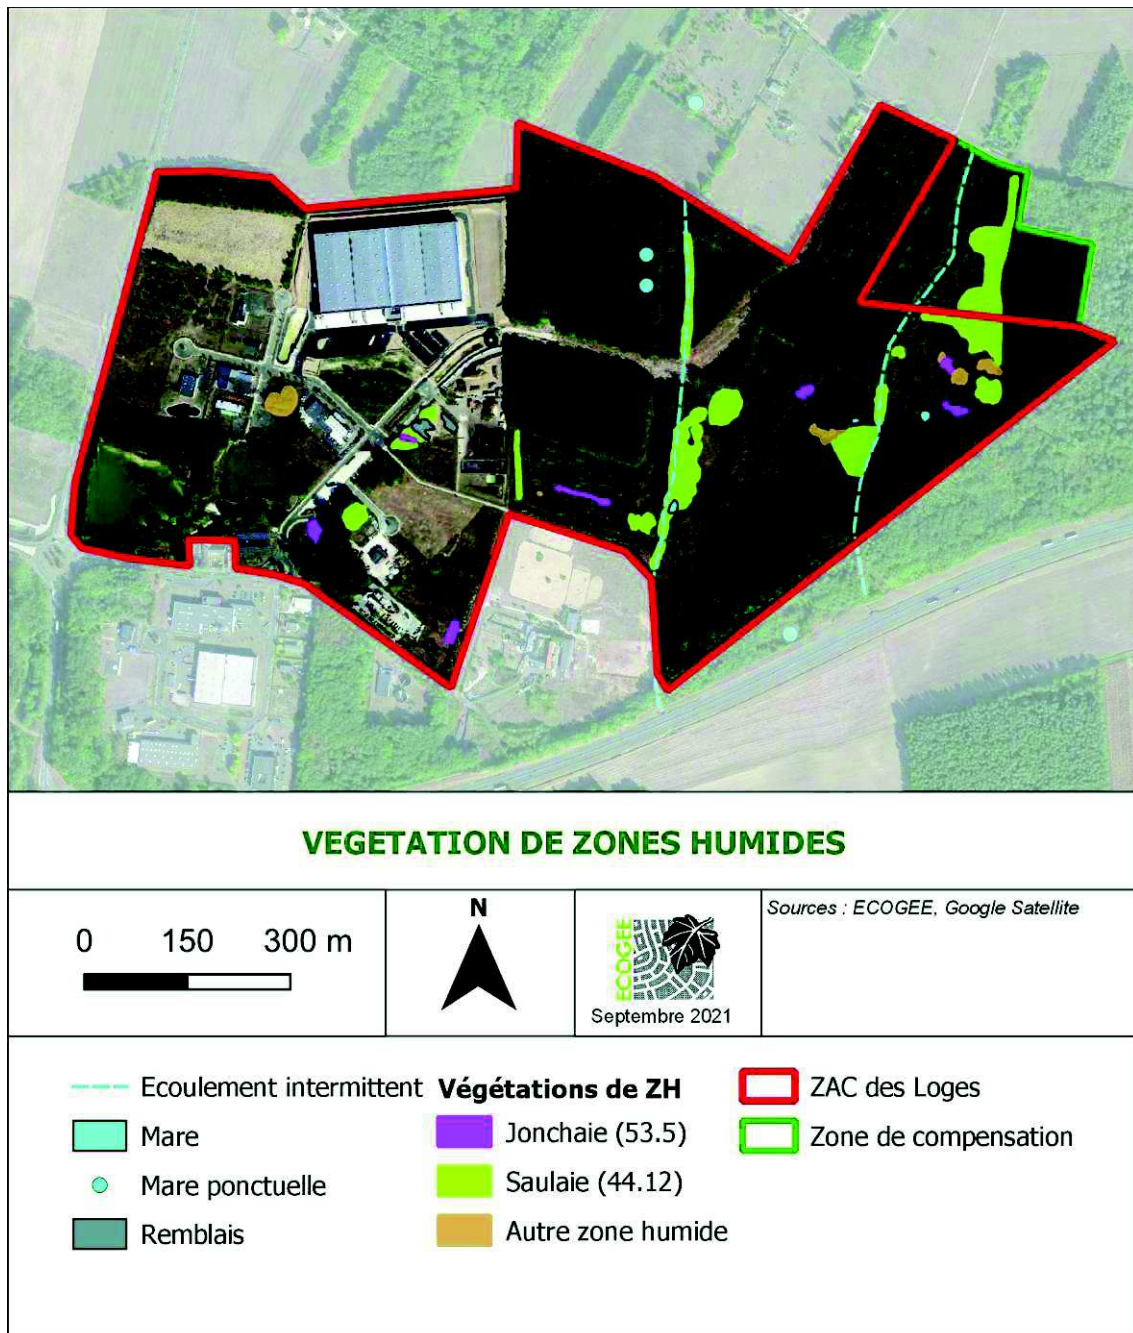 VEGETATION DE ZONES HUMIDES
0 150 300 m
N
ECOGEE
Septembre 2021
Sources : ECOGEE, Google Satellite
Ecoulement intermittent
Mare
Mare ponctuelle
Remblais
Végétations de ZH
Jonchaie (53.5)
Saulaie (44.12)
Autre zone humide
ZAC des Loges
Zone de compensation